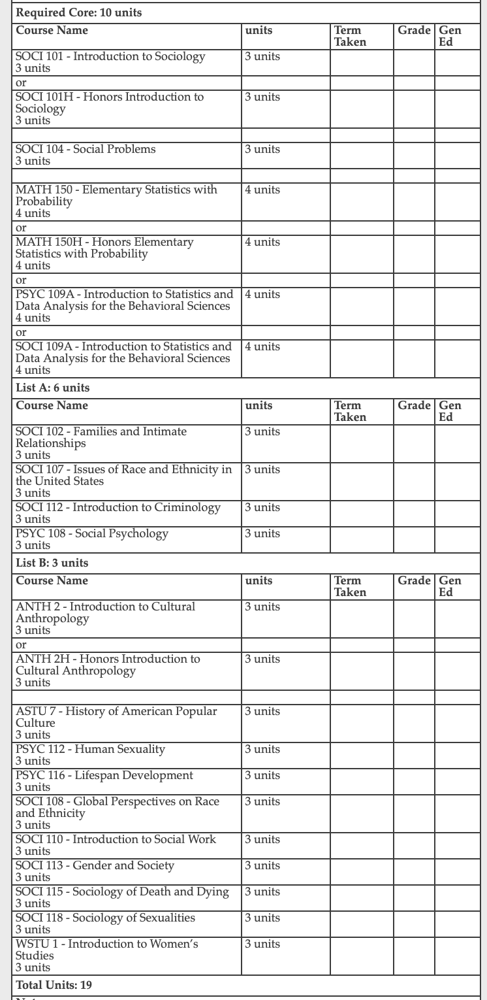 Required Core: 10 units
Course Name units Term Grade Gen
Taken Ed
SOCI 101 - Introduction to Sociology 3 units
3 units
or
SOCI 101H - Honors Introduction to 3 units
Sociology
3 units
SOCI 104 - Social Problems 3 units
3 units
MATH 150 - Elementary Statistics with 4 units
Probability
4 units
or
MATH 150H - Honors Elementary 4 units
Statistics with Probability
4 units
or
PSYC 109A - Introduction to Statistics and 4 units
Data Analysis for the Behavioral Sciences
4 units
or
SOCI 109A - Introduction to Statistics and 4 units
Data Analysis for the Behavioral Sciences
4 units
List A: 6 units
Course Name units Term Grade Gen
Taken Ed
SOCI 102 - Families and Intimate 3 units
Relationships
3 units
SOCI 107 - Issues of Race and Ethnicity in 3 units
the United States
3 units
SOCI 112 - Introduction to Criminology 3 units
3 units
PSYC 108 - Social Psychology 3 units
3 units
List B: 3 units
Course Name units Term Grade Gen
Taken Ed
ANTH 2 - Introduction to Cultural 3 units
Anthropology
3 units
or
ANTH 2H - Honors Introduction to 3 units
Cultural Anthropology
3 units
ASTU 7 - History of American Popular 3 units
Culture
3 units
PSYC 112 - Human Sexuality 3 units
3 units
PSYC 116 - Lifespan Development 3 units
3 units
SOCI 108 - Global Perspectives on Race 3 units
and Ethnicity
3 units
SOCI 110 - Introduction to Social Work 3 units
3 units
SOCI 113 - Gender and Society 3 units
3 units
SOCI 115 - Sociology of Death and Dying 3 units
3 units
SOCI 118 - Sociology of Sexualities 3 units
3 units
WSTU 1 - Introduction to Women’s 3 units
Studies
3 units
Total Units: 19